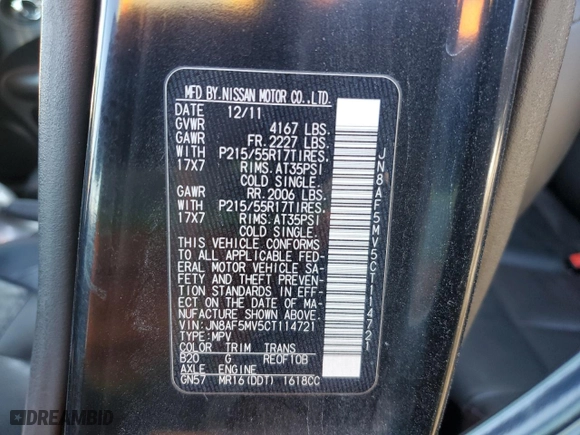 MFD BY.NISSAN MOTOR CO.,LTD.
DATE 12/11
GVWR 4167 LBS.
GAWR FR.2227 LBS.
WITH P215/55R17TIRES.
17X7 RIMS.AT35PSI
COLD SINGLE.
GAWR RR.2006 LBS.
WITH P215/55R17TIRES.
17X7 RIMS.AT35PSI
COLD SINGLE.
THIS VEHICLE CONFORMS
TO ALL APPLICABLE FED-
ERAL MOTOR VEHICLE SA-
FETY AND THEFT PREVEN-
TION STANDARDS IN EFF-
ECT ON THE DATE OF MA-
NUFACTURE SHOWN ABOVE.
VIN:JN8AF5MV5CT114721
TYPE:MPV
COLOR TRIM TRANS
B20 G RE0F10B
AXLE ENGINE
GN57 MR16(DDT) 1618CC
JN8AF5MV5CT114721
DREAMBID